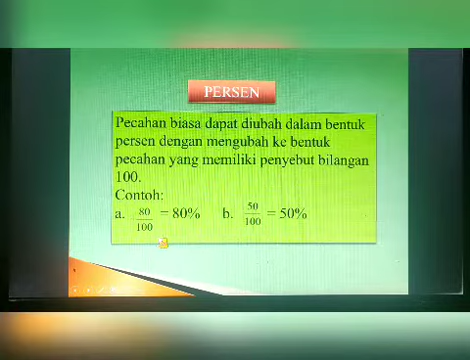 PERSEN
Pecahan biasa dapat diubah dalam bentuk
persen dengan mengubah ke bentuk
pecahan yang memiliki penyebut bilangan
100.
Contoh:
a. 80/100 = 80% b. 50/100 = 50%